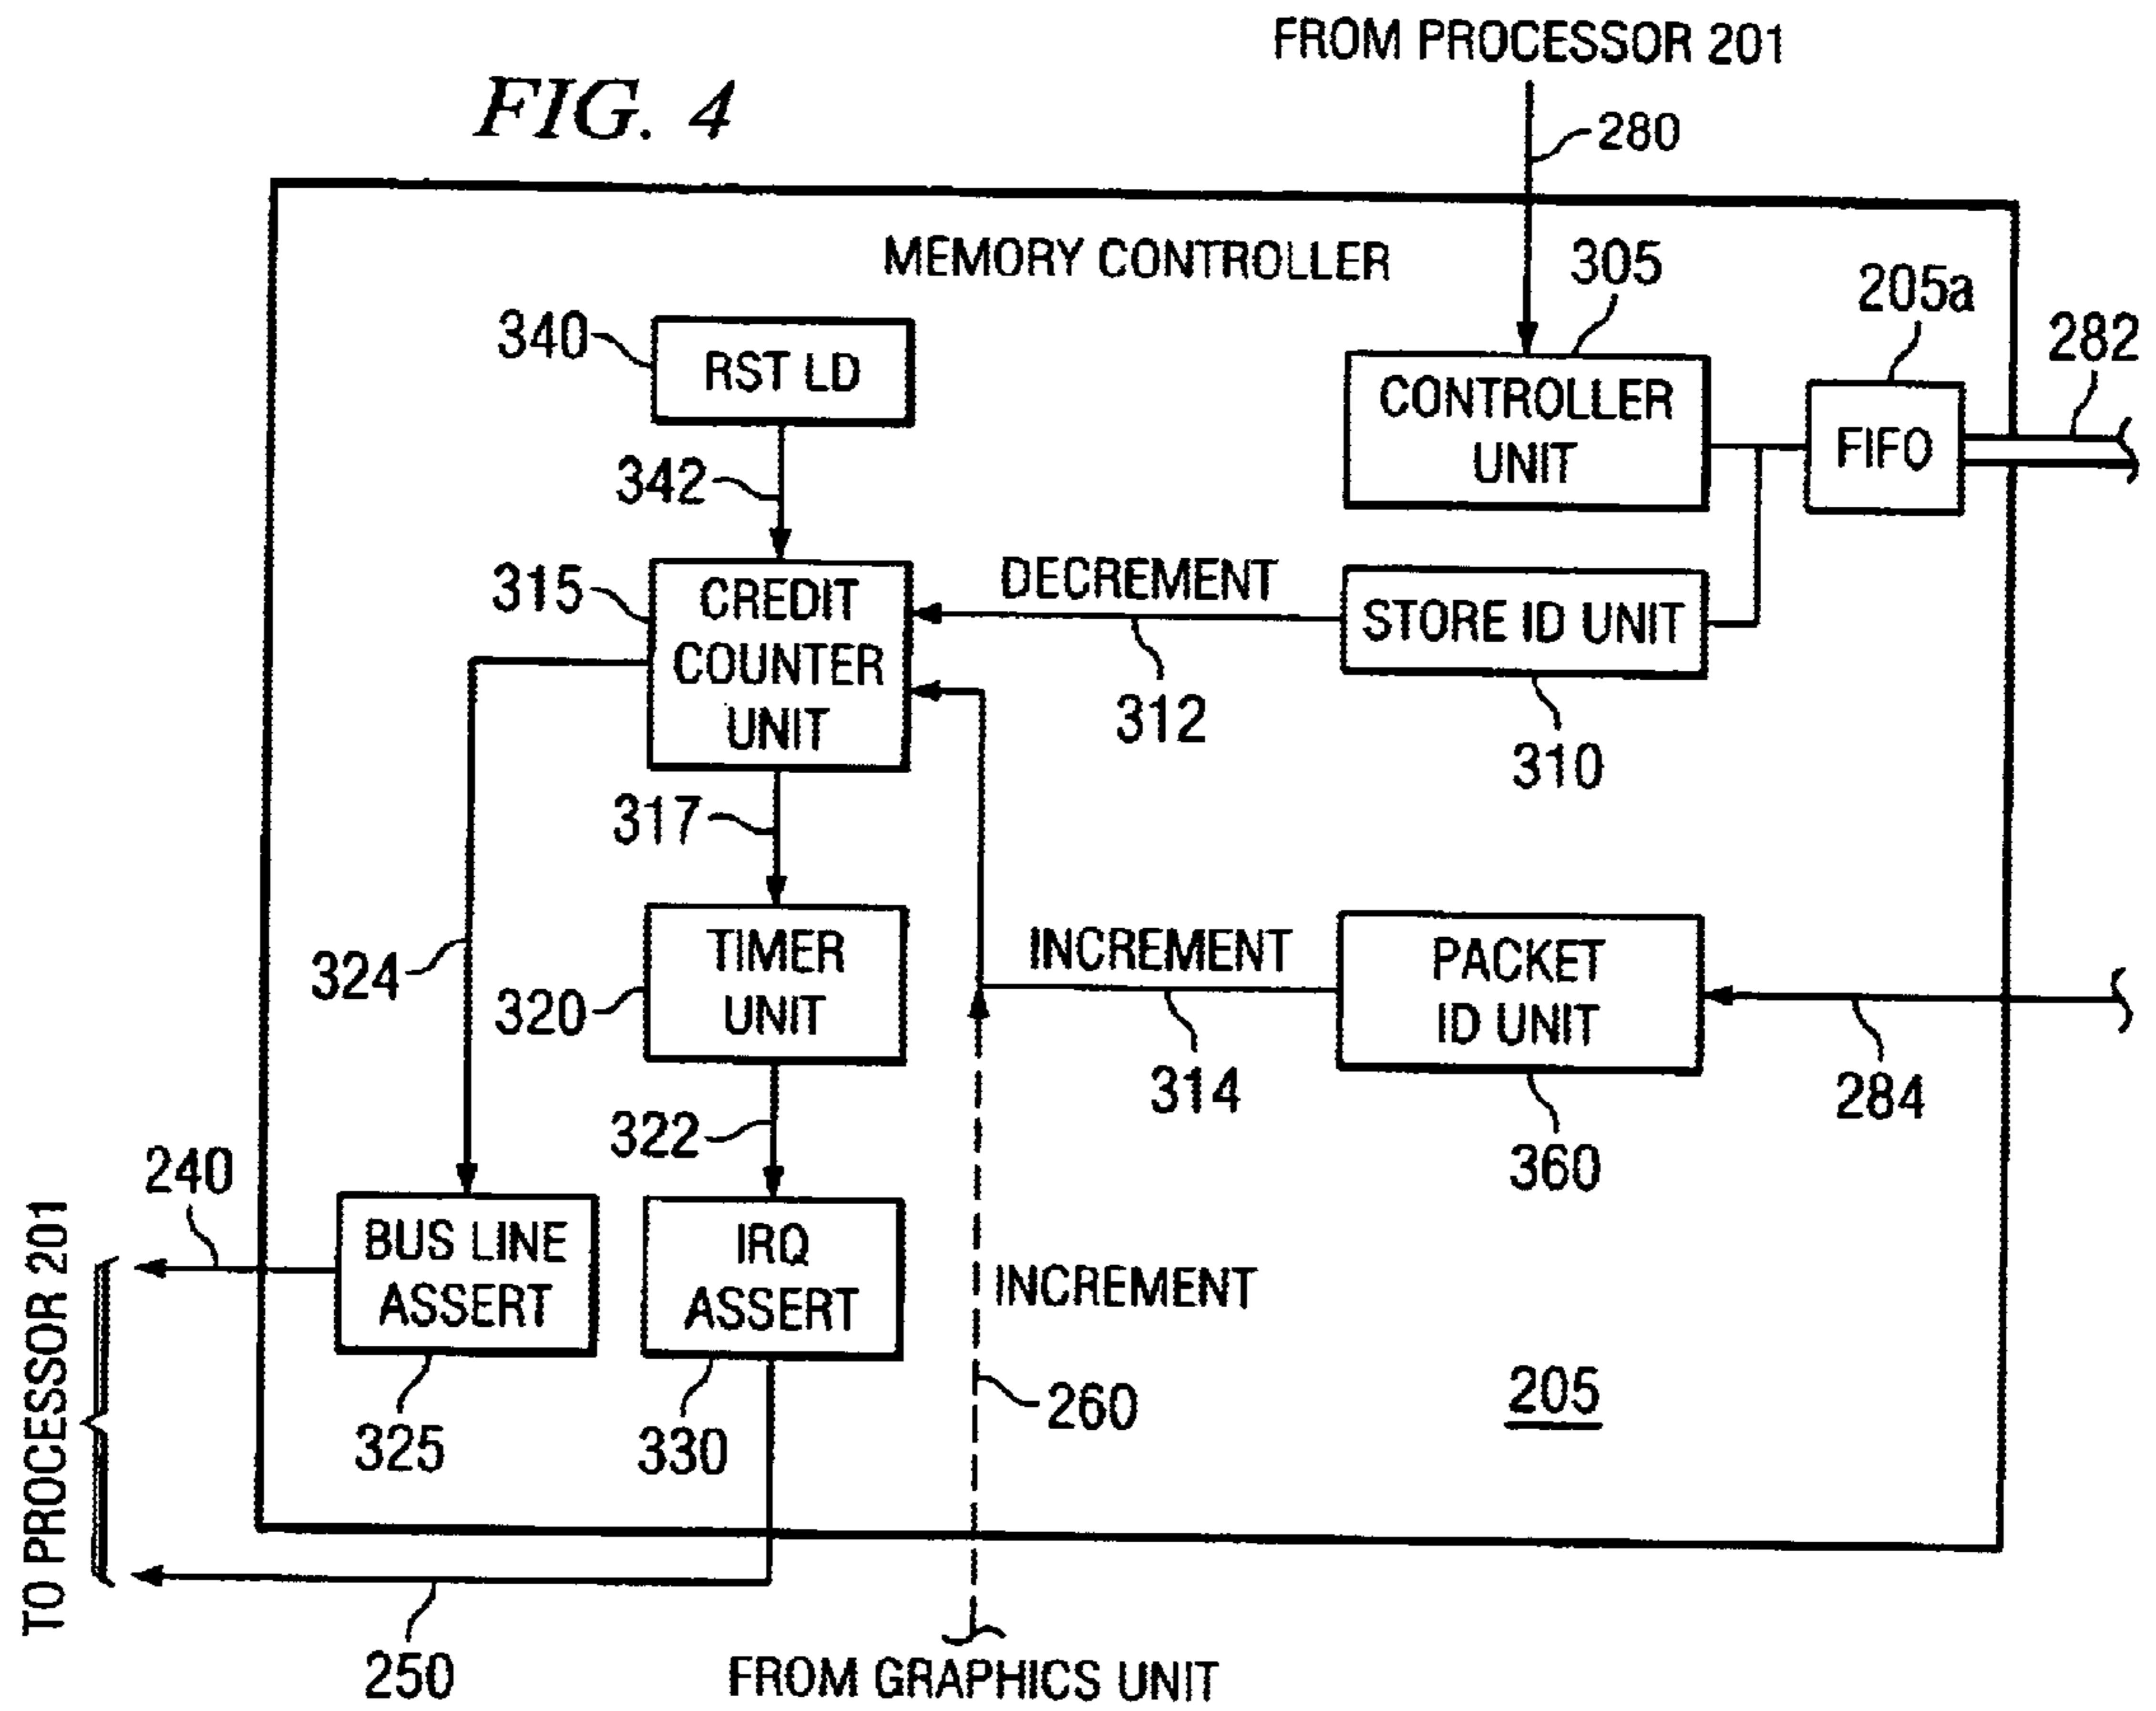 FROM PROCESSOR 201
FIG. 4
280
MEMORY CONTROLLER
305
205a
282
340
RST LD
CONTROLLER
UNIT
FIFO
342
315
CREDIT
COUNTER
UNIT
DECREMENT
312
STORE ID UNIT
310
317
324
320
TIMER
UNIT
INCREMENT
314
PACKET
ID UNIT
284
360
322
240
TO PROCESSOR 201
BUS LINE
ASSERT
325
IRQ
ASSERT
330
INCREMENT
260
205
250
FROM GRAPHICS UNIT